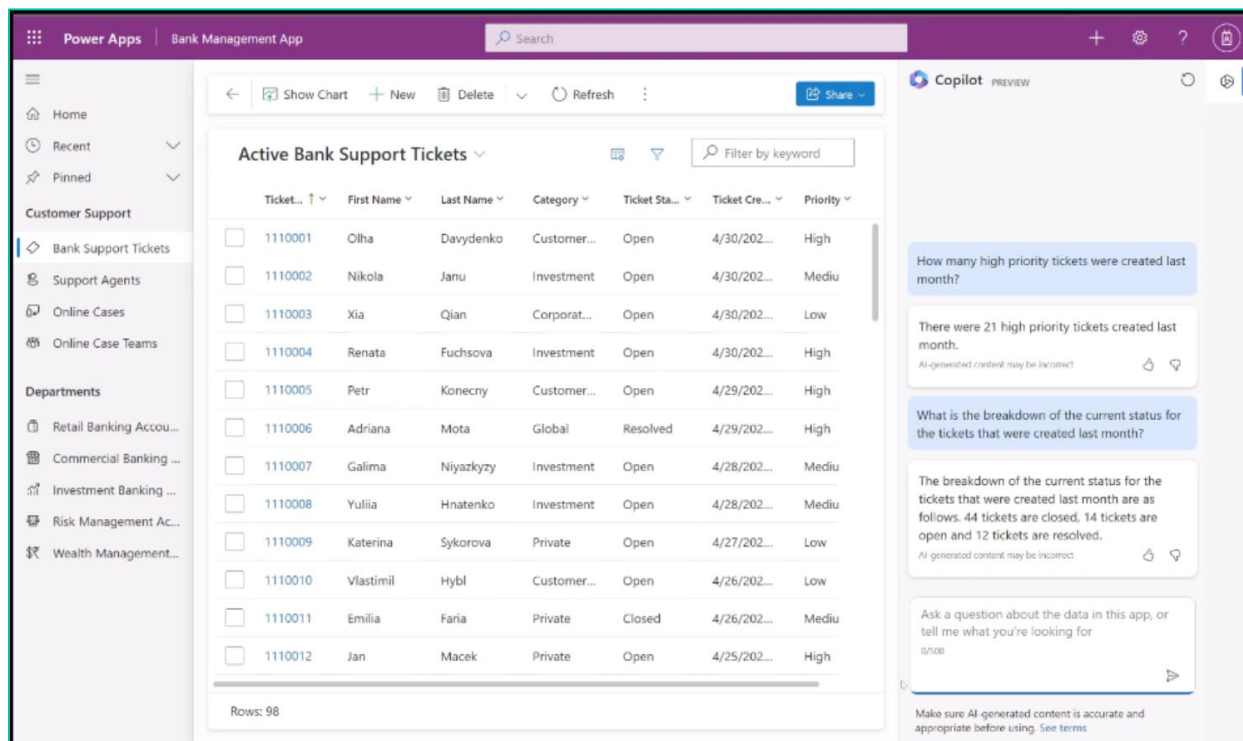 Power Apps
Bank Management App
Search
Home
Recent
Pinned
Customer Support
Bank Support Tickets
Support Agents
Online Cases
Online Case Teams
Departments
Retail Banking Accou...
Commercial Banking ...
Investment Banking ...
Risk Management Ac...
Wealth Management...
Show Chart
New
Delete
Refresh
Share
Active Bank Support Tickets
Filter by keyword
Ticket... First Name Last Name Category Ticket Sta... Ticket Cre... Priority
1110001 Olha Davydenko Customer... Open 4/30/202... High
1110002 Nikola Janu Investment Open 4/30/202... Mediu
1110003 Xia Qian Corporat... Open 4/30/202... Low
1110004 Renata Fuchsova Investment Open 4/30/202... High
1110005 Petr Konecny Customer... Open 4/29/202... High
1110006 Adriana Mota Global Resolved 4/29/202... High
1110007 Galima Niyazkyzy Investment Open 4/28/202... Mediu
1110008 Yuliia Hnatenko Investment Open 4/28/202... Mediu
1110009 Katerina Sykorova Private Open 4/27/202... Low
1110010 Vlastimil Hybl Customer... Open 4/26/202... Low
1110011 Emilia Faria Private Closed 4/26/202... Mediu
1110012 Jan Macek Private Open 4/25/202... High
Rows: 98
Copilot PREVIEW
How many high priority tickets were created last
month?
There were 21 high priority tickets created last
month.
AI-generated content may be incorrect
What is the breakdown of the current status for
the tickets that were created last month?
The breakdown of the current status for the
tickets that were created last month are as
follows. 44 tickets are closed, 14 tickets are
open and 12 tickets are resolved.
AI-generated content may be incorrect
Ask a question about the data in this app, or
tell me what you're looking for
0/500
Make sure AI-generated content is accurate and
appropriate before using. See terms